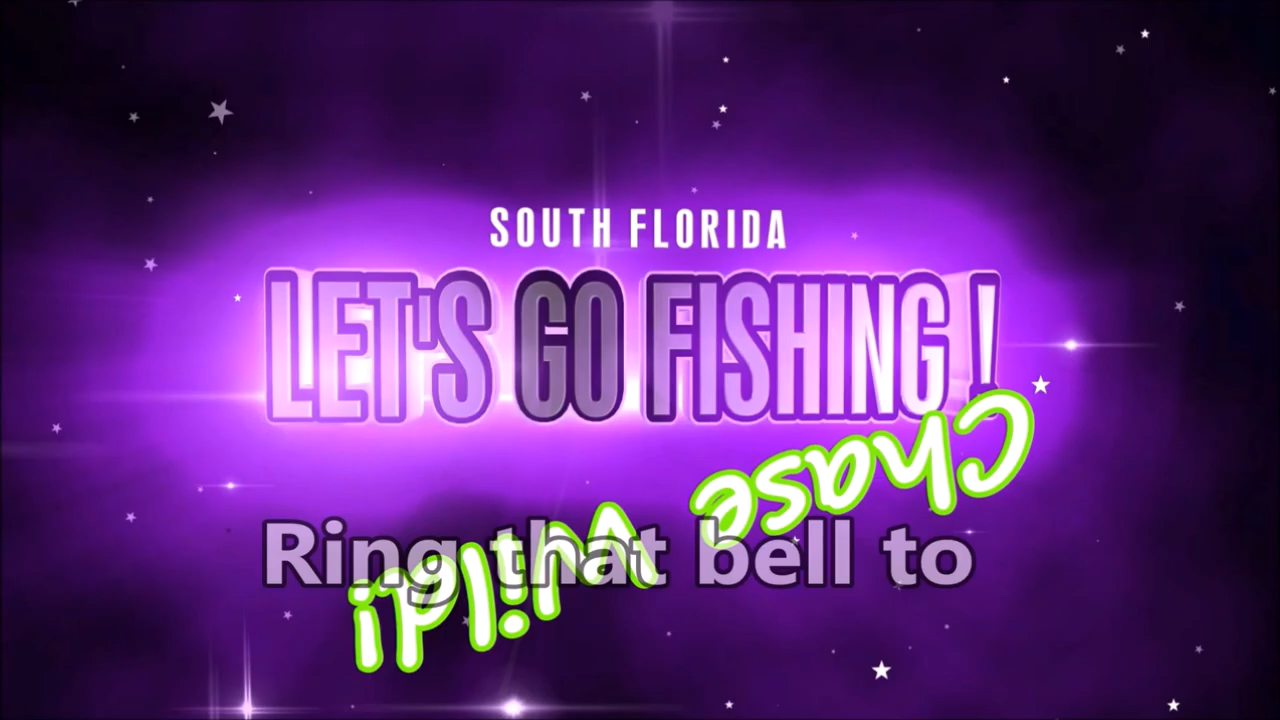 SOUTH FLORIDA
LET'S GO FISHING !
Chase Wild!
Ring that bell to